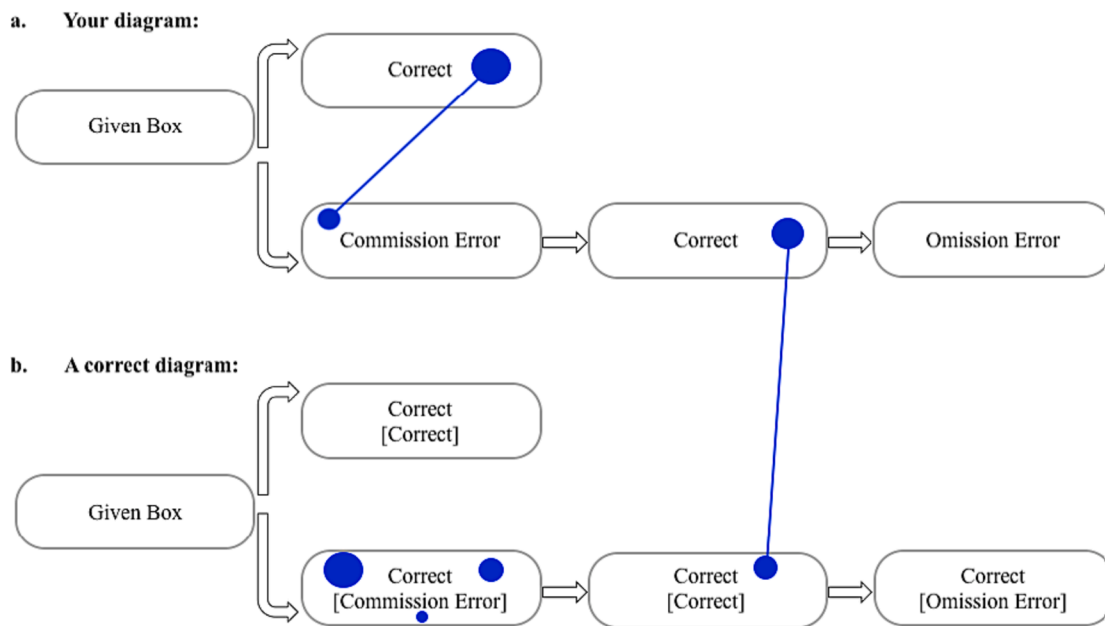 a. Your diagram:
Correct
Given Box
Commission Error
Correct
Omission Error
b. A correct diagram:
Correct
[Correct]
Given Box
Correct
[Commission Error]
Correct
[Correct]
Correct
[Omission Error]